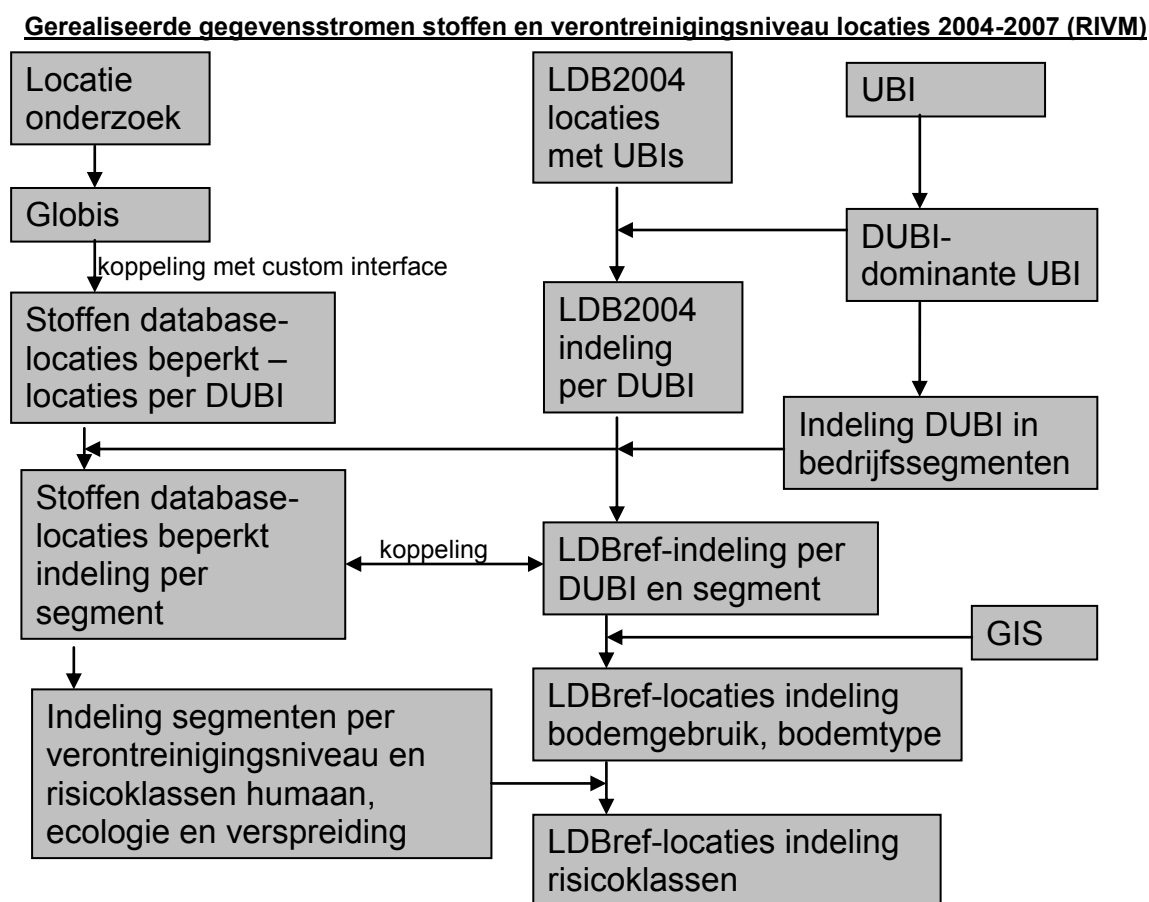 Gerealiseerde gegevensstromen stoffen en verontreinigingsniveau locaties 2004-2007 (RIVM)
Locatie
onderzoek
LDB2004
locaties
met UBIs
UBI
Globis
DUBI-
dominante UBI
koppeling met custom interface
Stoffen database-
locaties beperkt –
locaties per DUBI
LDB2004
indeling
per DUBI
Indeling DUBI in
bedrijfssegmenten
Stoffen database-
locaties beperkt
indeling per
segment
koppeling
LDBref-indeling per
DUBI en segment
GIS
LDBref-locaties indeling
bodemgebruik, bodemtype
Indeling segmenten per
verontreinigingsniveau en
risicoklassen humaan,
ecologie en verspreiding
LDBref-locaties indeling
risicoklassen